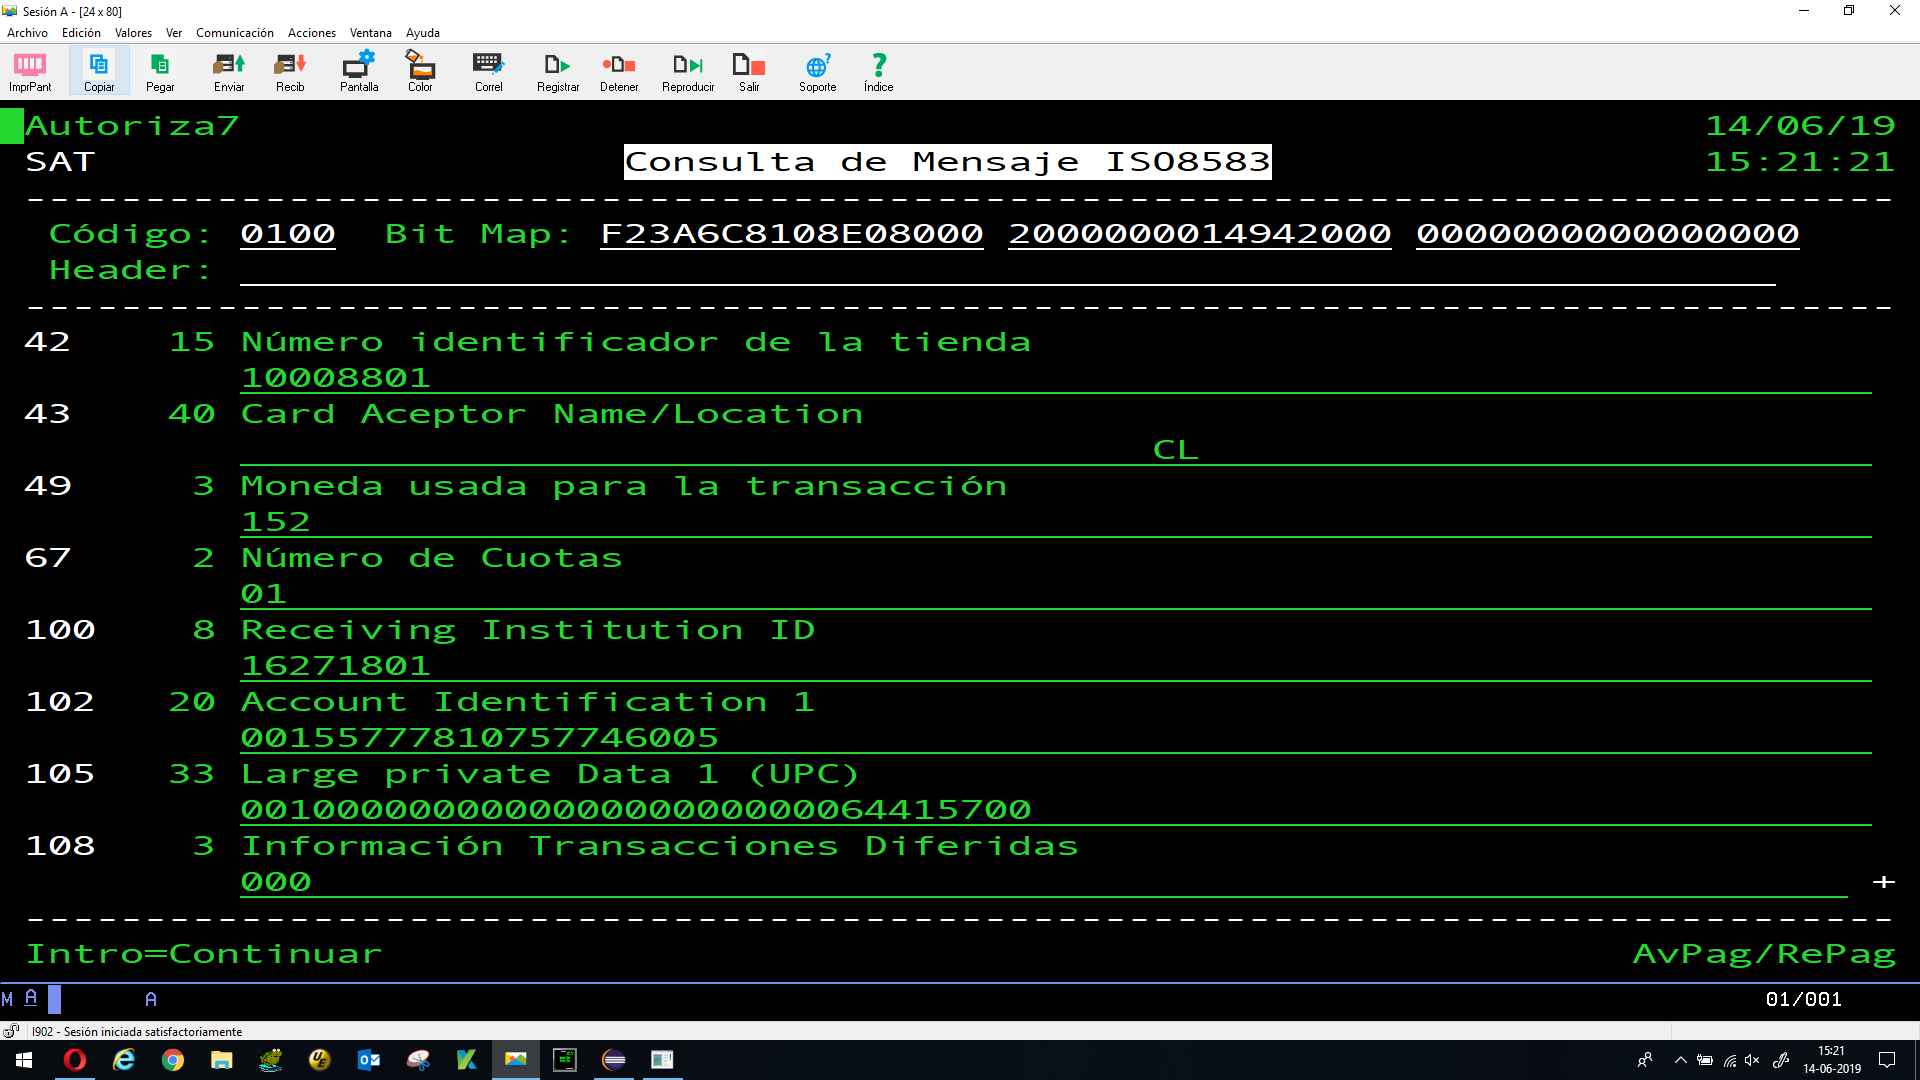 Sesión A - [24 x 80]
Archivo Edición Valores Ver Comunicación Acciones Ventana Ayuda
ImprPant Copiar Pegar Enviar Recib Pantalla Color Correl Registrar Detener Reproducir Salir Soporte Índice
Autoriza7 14/06/19
SAT Consulta de Mensaje ISO8583 15:21:21
Código: 0100 Bit Map: F23A6C8108E08000 2000000014942000 0000000000000000
Header:
42 15 Número identificador de la tienda
10008801
43 40 Card Aceptor Name/Location
CL
49 3 Moneda usada para la transacción
152
67 2 Número de Cuotas
01
100 8 Receiving Institution ID
16271801
102 20 Account Identification 1
00155777810757746005
105 33 Large private Data 1 (UPC)
001000000000000000000000064415700
108 3 Información Transacciones Diferidas
000 +
Intro=Continuar AvPag/RePag
M A A 01/001
I902 - Sesión iniciada satisfactoriamente
15:21
14-06-2019